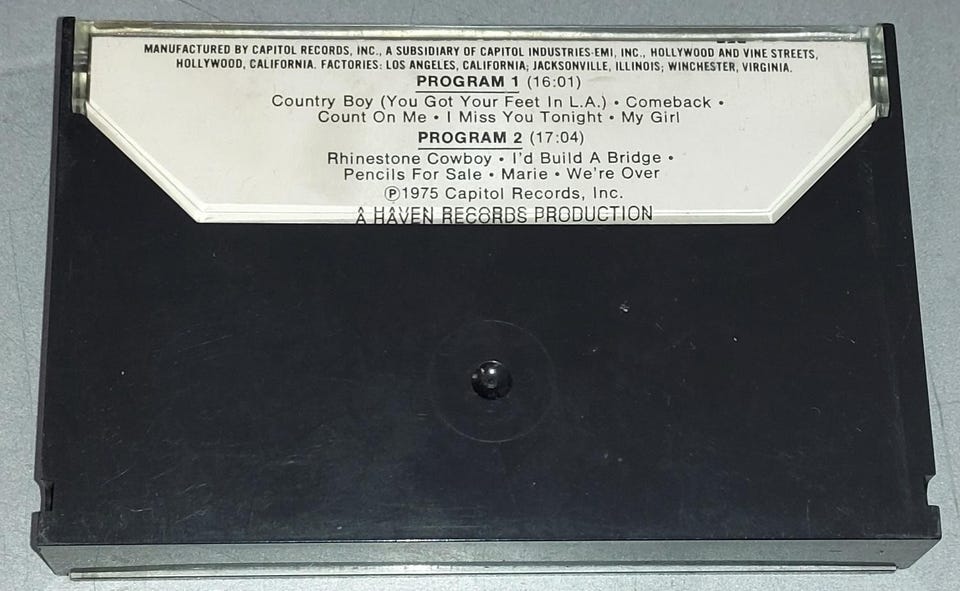 MANUFACTURED BY CAPITOL RECORDS, INC., A SUBSIDIARY OF CAPITOL INDUSTRIES-EMI, INC., HOLLYWOOD AND VINE STREETS,
HOLLYWOOD, CALIFORNIA. FACTORIES: LOS ANGELES, CALIFORNIA; JACKSONVILLE, ILLINOIS; WINCHESTER, VIRGINIA.
PROGRAM 1 (16:01)
Country Boy (You Got Your Feet In L.A.) • Comeback •
Count On Me • I Miss You Tonight • My Girl
PROGRAM 2 (17:04)
Rhinestone Cowboy • I'd Build A Bridge •
Pencils For Sale • Marie • We're Over
℗1975 Capitol Records, Inc.
A HAVEN RECORDS PRODUCTION